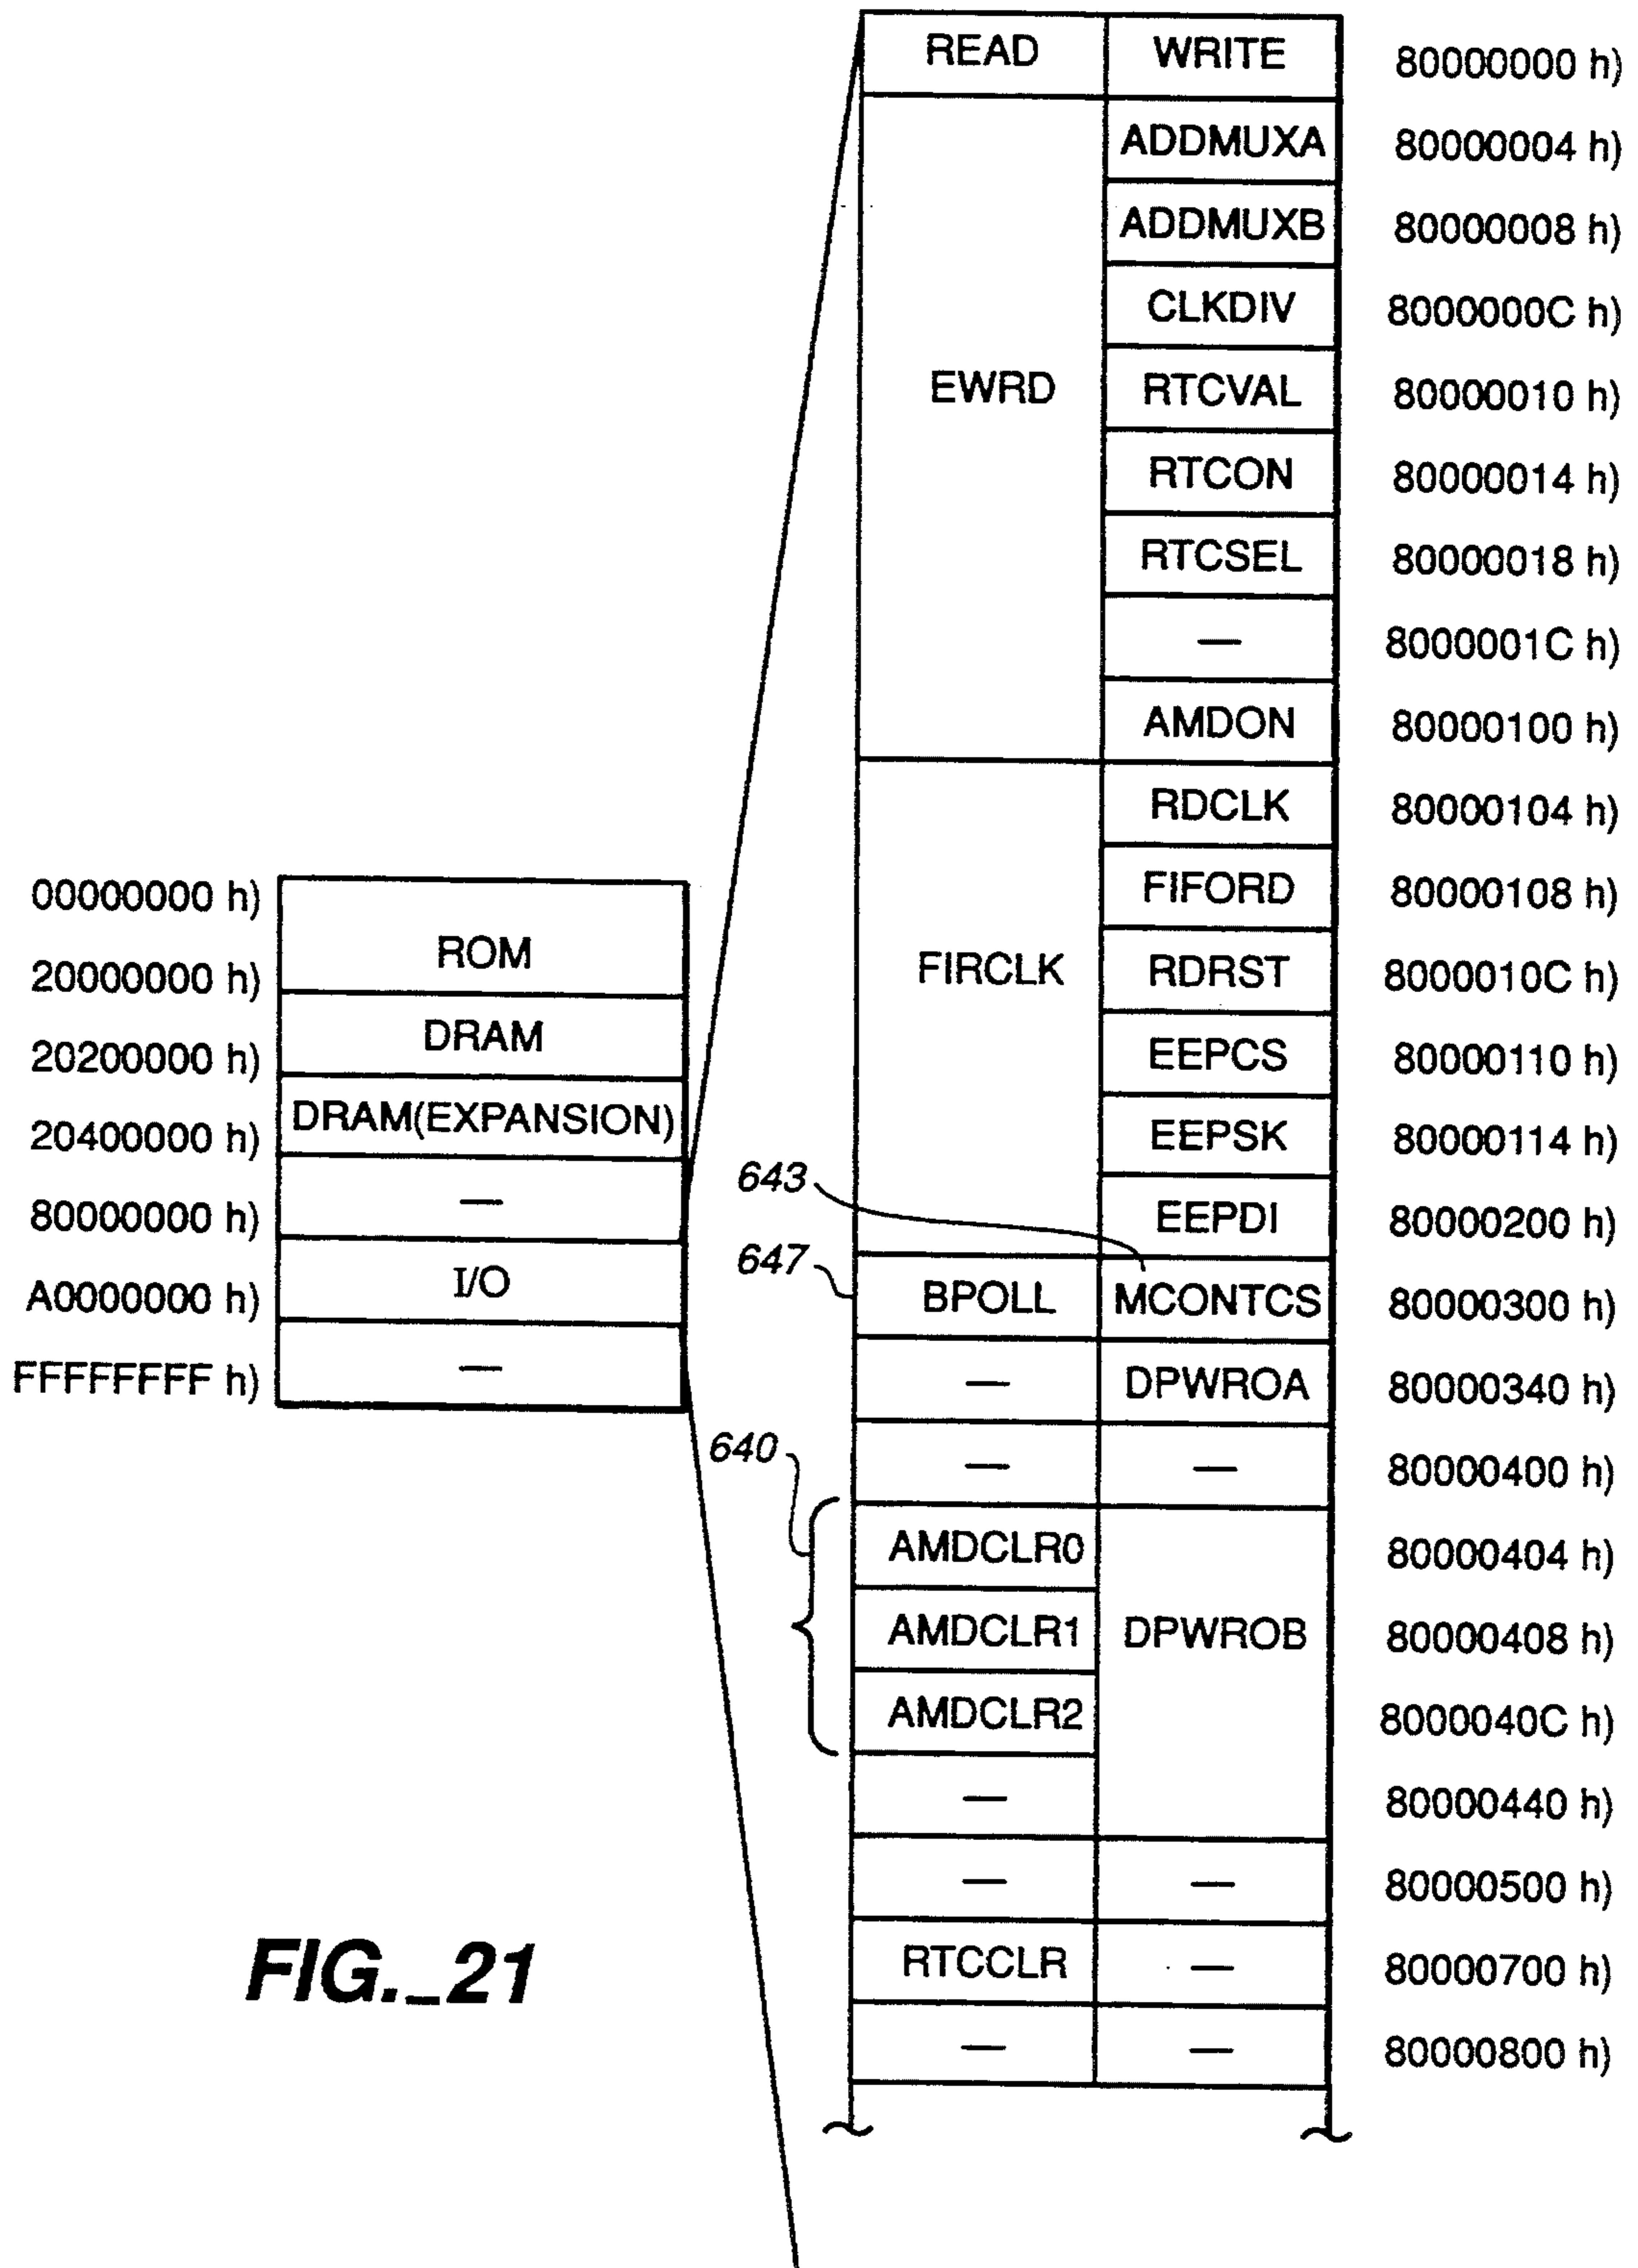 READ WRITE 80000000 h)
ADDMUXA 80000004 h)
ADDMUXB 80000008 h)
CLKDIV 8000000C h)
EWRD RTCVAL 80000010 h)
RTCON 80000014 h)
RTCSEL 80000018 h)
— 8000001C h)
AMDON 80000100 h)
RDCLK 80000104 h)
FIFORD 80000108 h)
FIRCLK RDRST 8000010C h)
EEPCS 80000110 h)
EEPSK 80000114 h)
EEPDI 80000200 h)
643
647
BPOLL MCONTCS 80000300 h)
— DPWROA 80000340 h)
— — 80000400 h)
640
AMDCLR0 80000404 h)
AMDCLR1 DPWROB 80000408 h)
AMDCLR2 8000040C h)
— 80000440 h)
— — 80000500 h)
RTCCLR — 80000700 h)
— — 80000800 h)
00000000 h)
ROM
20000000 h)
DRAM
20200000 h)
DRAM(EXPANSION)
20400000 h)
—
80000000 h)
I/O
A0000000 h)
—
FFFFFFFF h)
FIG._21